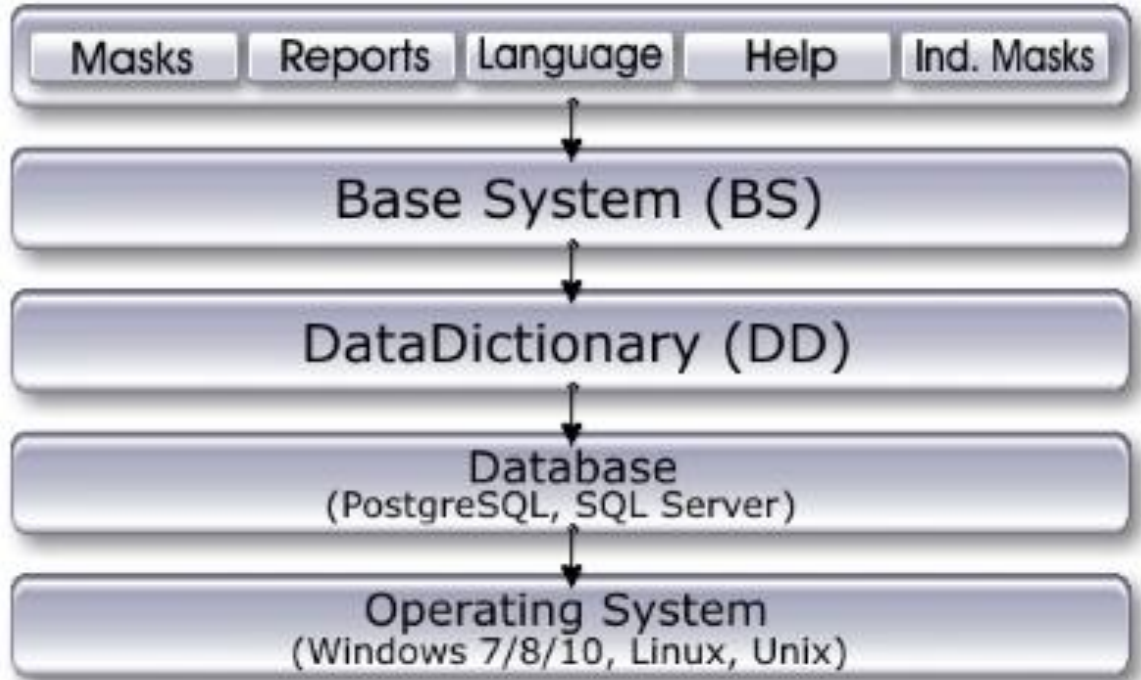 Masks Reports Language Help Ind. Masks
Base System (BS)
DataDictionary (DD)
Database
(PostgreSQL, SQL Server)
Operating System
(Windows 7/8/10, Linux, Unix)